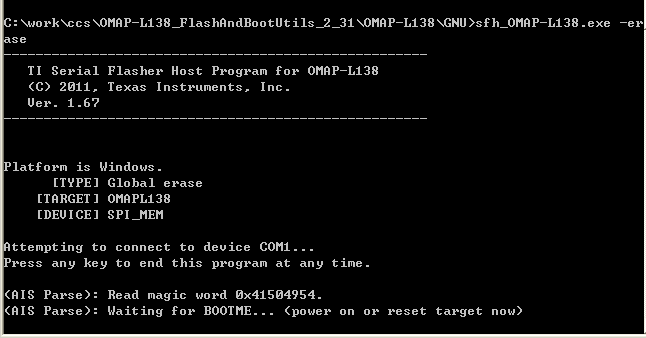 C:\work\ccs\OMAP-L138_FlashAndBootUtils_2_31\OMAP-L138\GNU>sfh_OMAP-L138.exe -er
ase
-----------------------------------------------------
   TI Serial Flasher Host Program for OMAP-L138
   (C) 2011, Texas Instruments, Inc.
   Ver. 1.67
-----------------------------------------------------
Platform is Windows.
      [TYPE] Global erase
    [TARGET] OMAPL138
    [DEVICE] SPI_MEM
Attempting to connect to device COM1...
Press any key to end this program at any time.
(AIS Parse): Read magic word 0x41504954.
(AIS Parse): Waiting for BOOTME... (power on or reset target now)